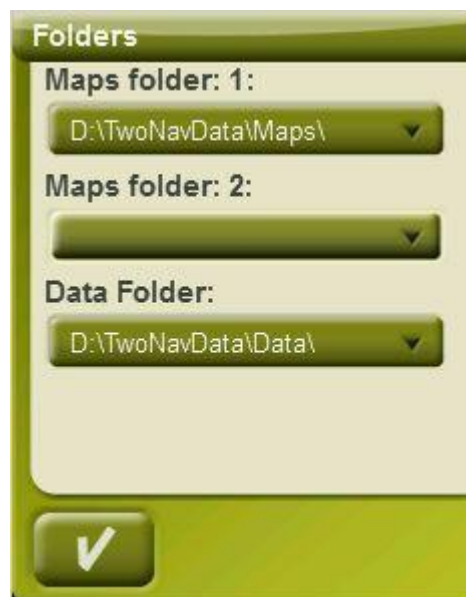 Folders
Maps folder: 1:
D:\TwoNavData\Maps\
Maps folder: 2:
Data Folder:
D:\TwoNavData\Data\